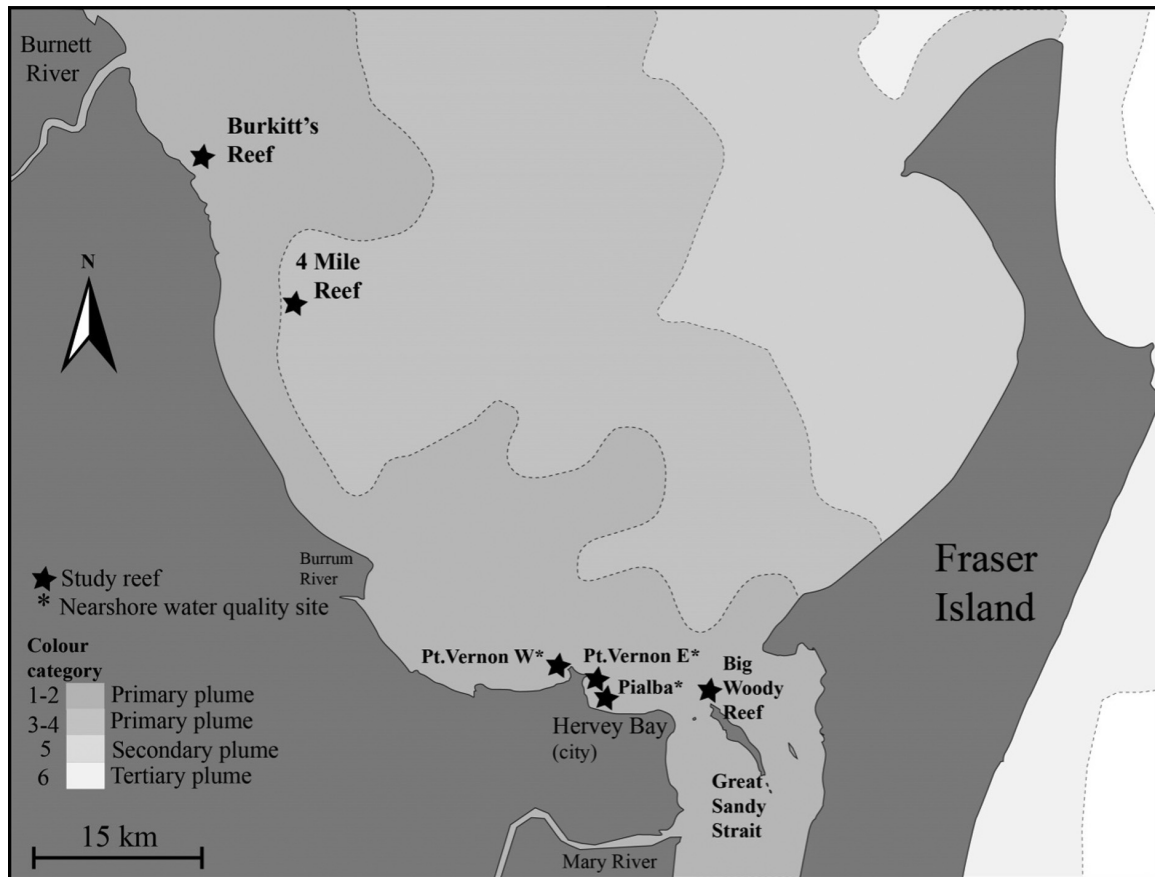 Burnett
River
Burkitt's
Reef
4 Mile
Reef
N
Fraser
Island
Burrum
River
★ Study reef
* Nearshore water quality site
Colour
category
1-2 Primary plume
3-4 Primary plume
5 Secondary plume
6 Tertiary plume
Pt.Vernon W*
Pt.Vernon E*
Pialba*
Big
Woody
Reef
Hervey Bay
(city)
Great
Sandy
Strait
15 km
Mary River